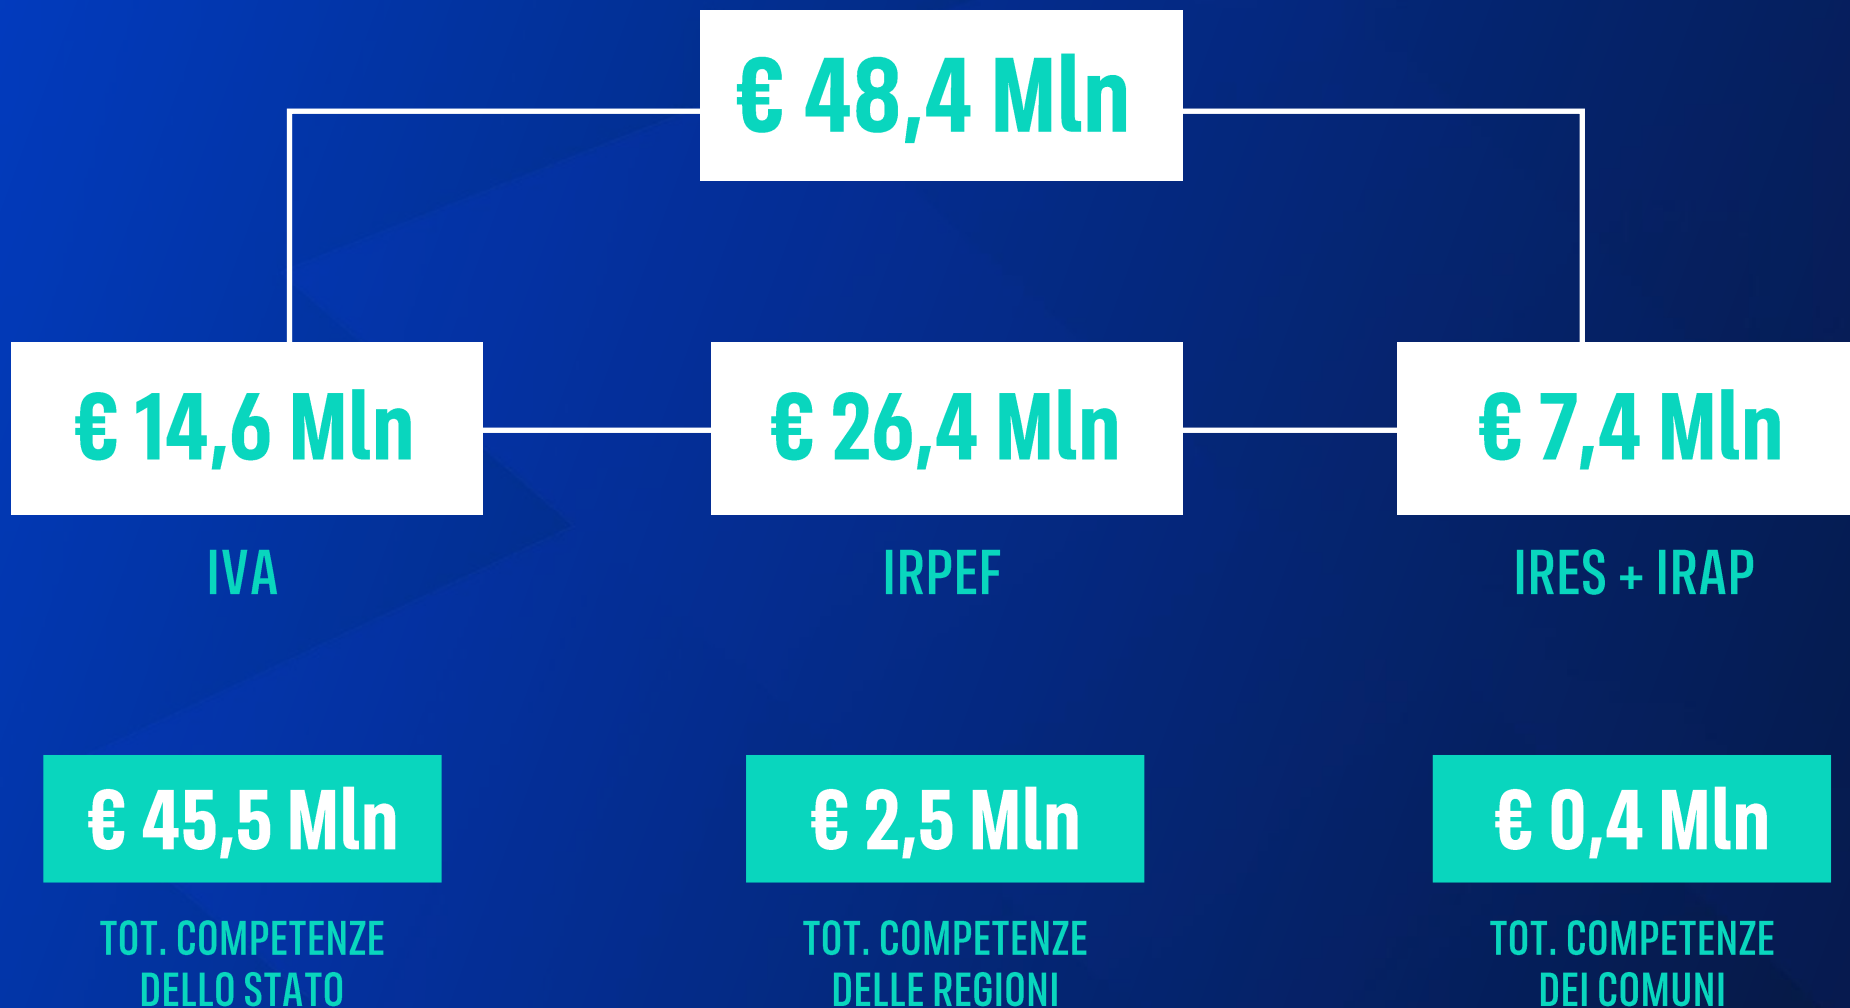 € 48,4 Mln
€ 14,6 Mln
€ 26,4 Mln
€ 7,4 Mln
IVA
IRPEF
IRES + IRAP
€ 45,5 Mln
€ 2,5 Mln
€ 0,4 Mln
TOT. COMPETENZE
DELLO STATO
TOT. COMPETENZE
DELLE REGIONI
TOT. COMPETENZE
DEI COMUNI